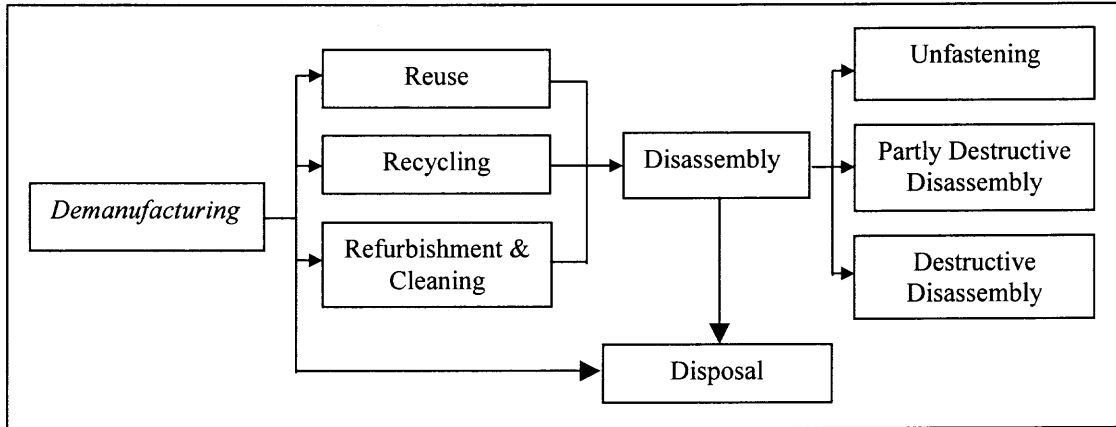 Demanufacturing
Reuse
Recycling
Refurbishment &
Cleaning
Disassembly
Disposal
Unfastening
Partly Destructive
Disassembly
Destructive
Disassembly